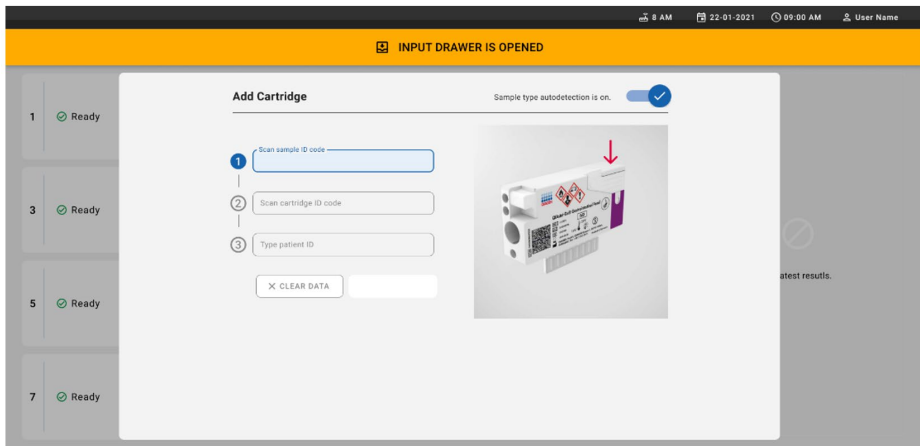 8 AM
22-01-2021
09:00 AM
User Name
INPUT DRAWER IS OPENED
Add Cartridge
Sample type autodetection is on.
1
Ready
3
Ready
5
Ready
7
Ready
1
Scan sample ID code
2
Scan cartridge ID code
3
Type patient ID
CLEAR DATA
atest resutls.